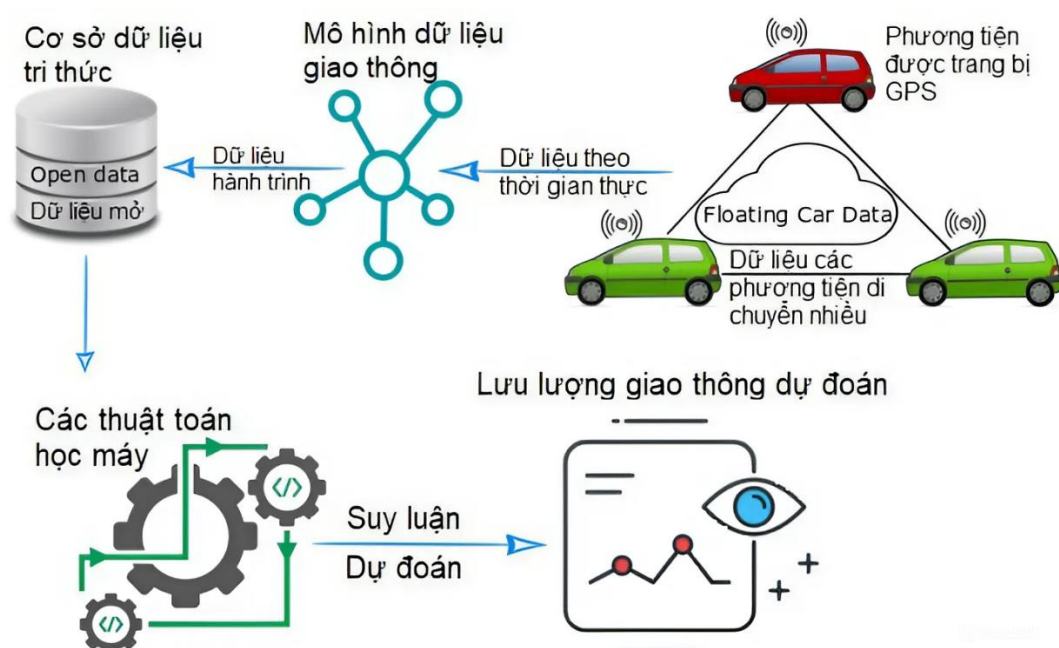 Cơ sở dữ liệu
tri thức
Open data
Dữ liệu mở
Mô hình dữ liệu
giao thông
Dữ liệu
hành trình
Dữ liệu theo
thời gian thực
Phương tiện
được trang bị
GPS
Floating Car Data
Dữ liệu các
phương tiện di
chuyển nhiều
Các thuật toán
học máy
</>
</>
Suy luận
Dự đoán
Lưu lượng giao thông dự đoán